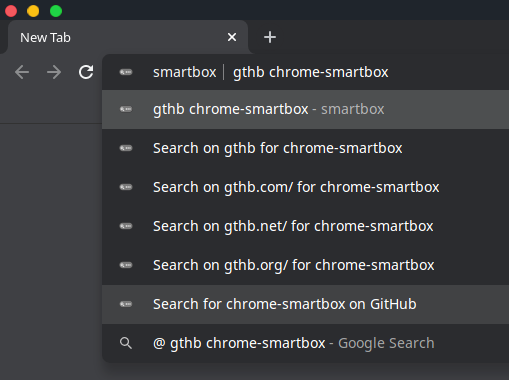 New Tab
smartbox | gthb chrome-smartbox
gthb chrome-smartbox - smartbox
Search on gthb for chrome-smartbox
Search on gthb.com/ for chrome-smartbox
Search on gthb.net/ for chrome-smartbox
Search on gthb.org/ for chrome-smartbox
Search for chrome-smartbox on GitHub
@ gthb chrome-smartbox - Google Search